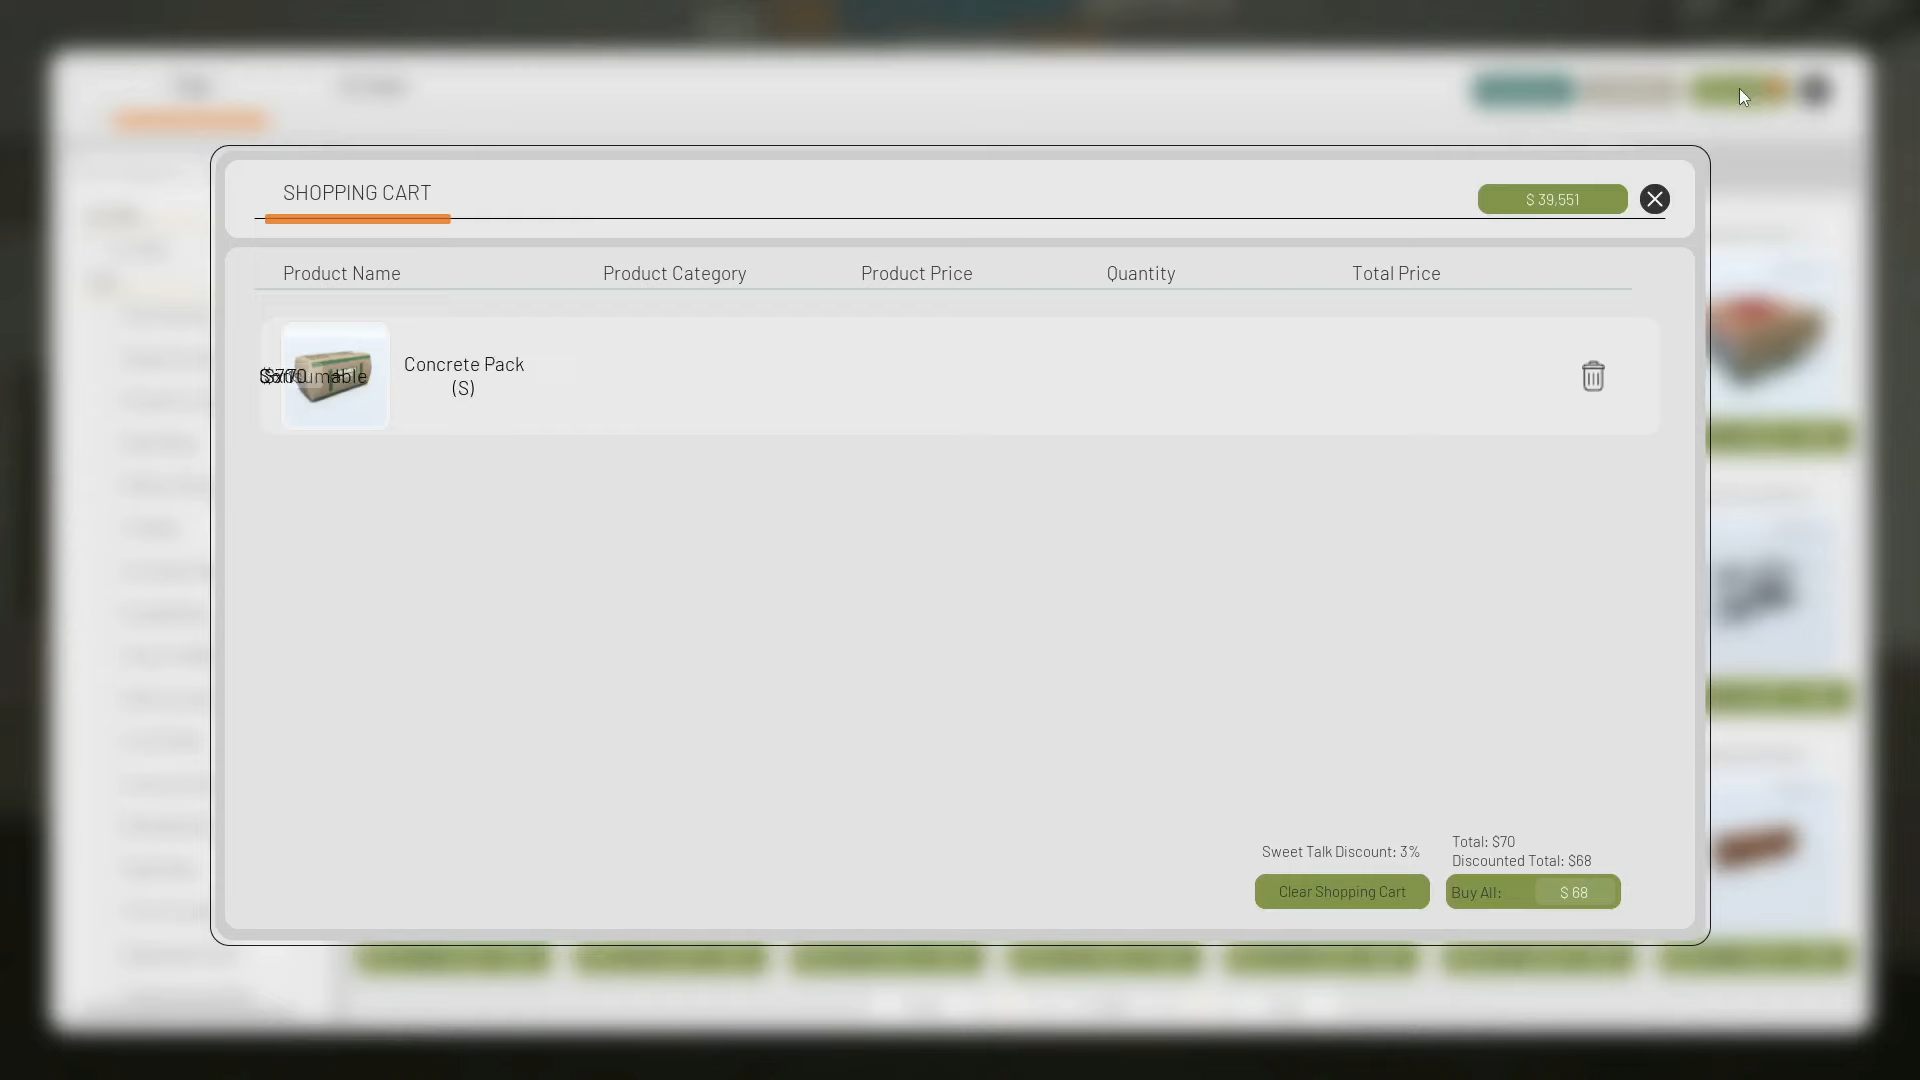 SHOPPING CART
$ 39,551
Product Name Product Category Product Price Quantity Total Price
Concrete Pack
(S)
Sweet Talk Discount: 3%
Total: $70
Discounted Total: $68
Clear Shopping Cart
Buy All: $ 68